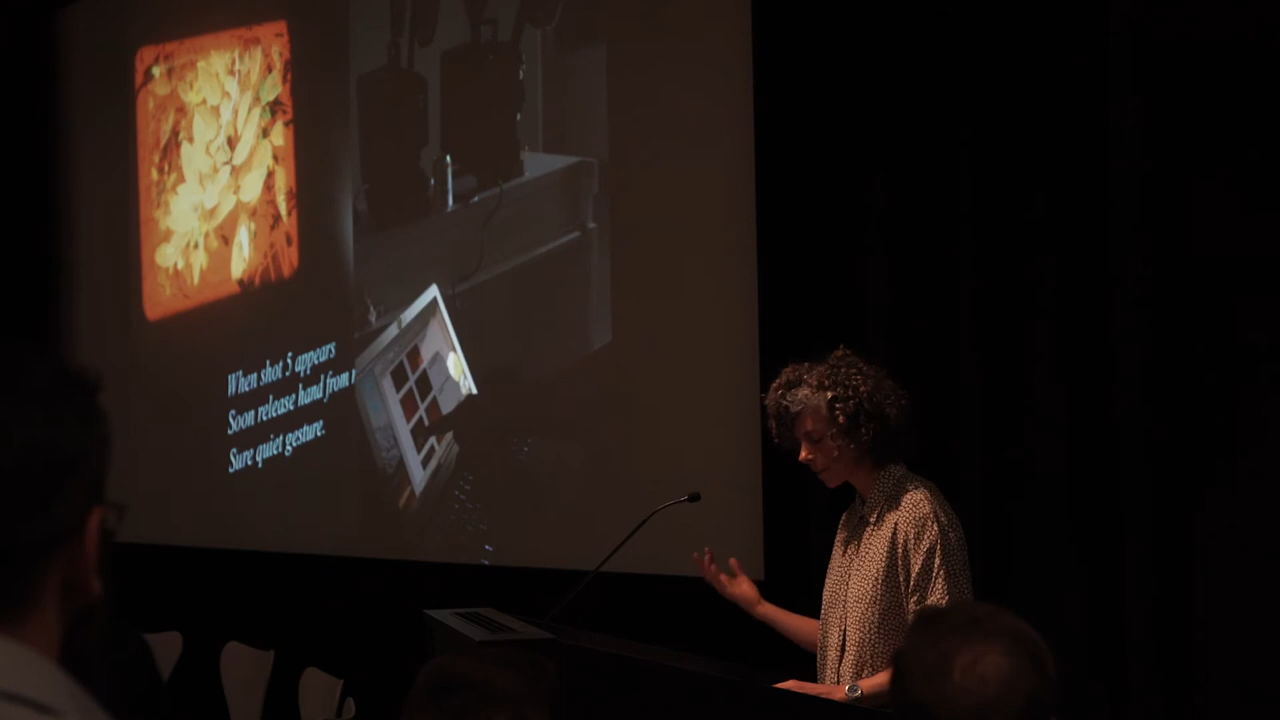 When shot 5 appears
Soon release hand from
Sure quiet gesture.